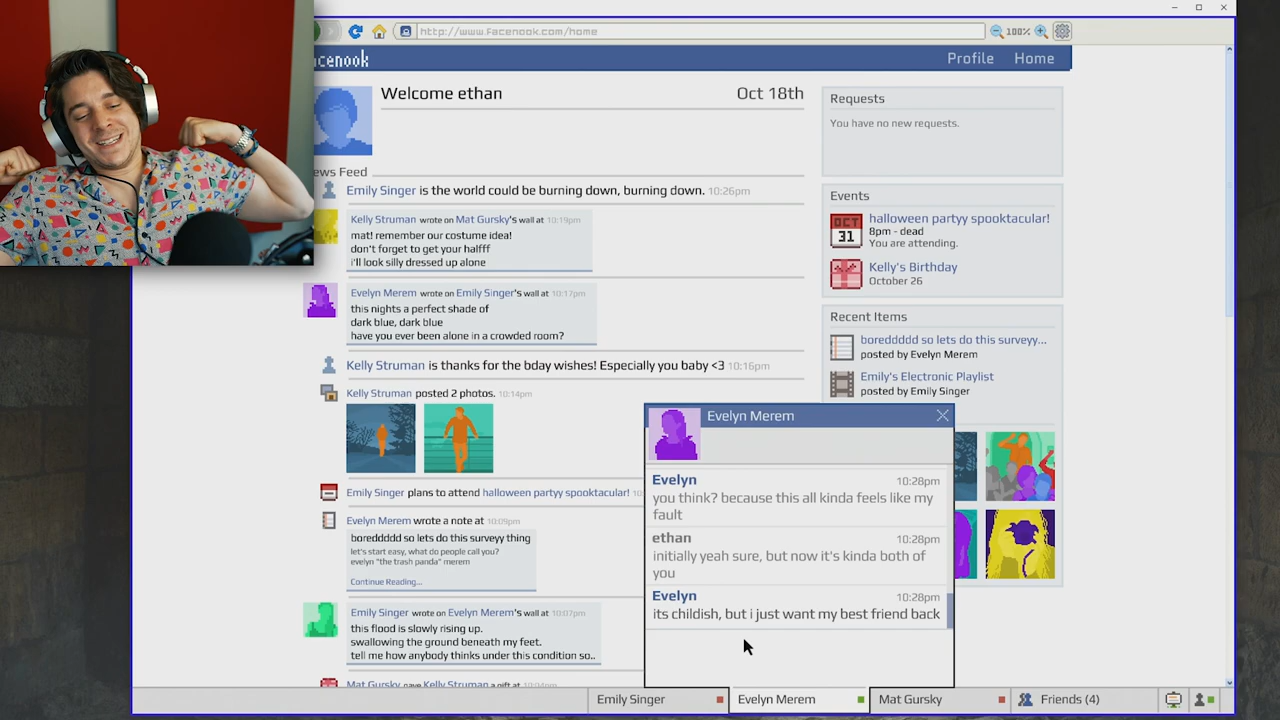 http://www.Facenook.com/home
100%
acenook
Profile
Home
Welcome ethan
Oct 18th
ews Feed
Emily Singer is the world could be burning down, burning down. 10:26pm
Kelly Struman wrote on Mat Gursky's wall at 10:19pm
mat! remember our costume idea!
don't forget to get your halfff
i'll look silly dressed up alone
Evelyn Merem wrote on Emily Singer's wall at 10:17pm
this nights a perfect shade of
dark blue, dark blue
have you ever been alone in a crowded room?
Kelly Struman is thanks for the bday wishes! Especially you baby <3 10:16pm
Kelly Struman posted 2 photos. 10:14pm
Emily Singer plans to attend halloween partyy spooktacular! 10
Evelyn Merem wrote a note at 10:09pm
boreddddd so lets do this surveyy thing
let's start easy, what do people call you?
evelyn "the trash panda" merem
Continue Reading...
Emily Singer wrote on Evelyn Merem's wall at 10:07pm
this flood is slowly rising up.
swallowing the ground beneath my feet.
tell me how anybody thinks under this condition so..
Mat Gursky gave Kelly Struman a gift at 10:04pm
Requests
You have no new requests.
Events
OCT
31
halloween partyy spooktacular!
8pm - dead
You are attending.
Kelly's Birthday
October 26
Recent Items
boreddddd so lets do this surveyy...
posted by Evelyn Merem
Emily's Electronic Playlist
posted by Emily Singer
Evelyn Merem
Evelyn 10:28pm
you think? because this all kinda feels like my
fault
ethan 10:28pm
initially yeah sure, but now it's kinda both of
you
Evelyn 10:28pm
its childish, but i just want my best friend back
Emily Singer
Evelyn Merem
Mat Gursky
Friends (4)